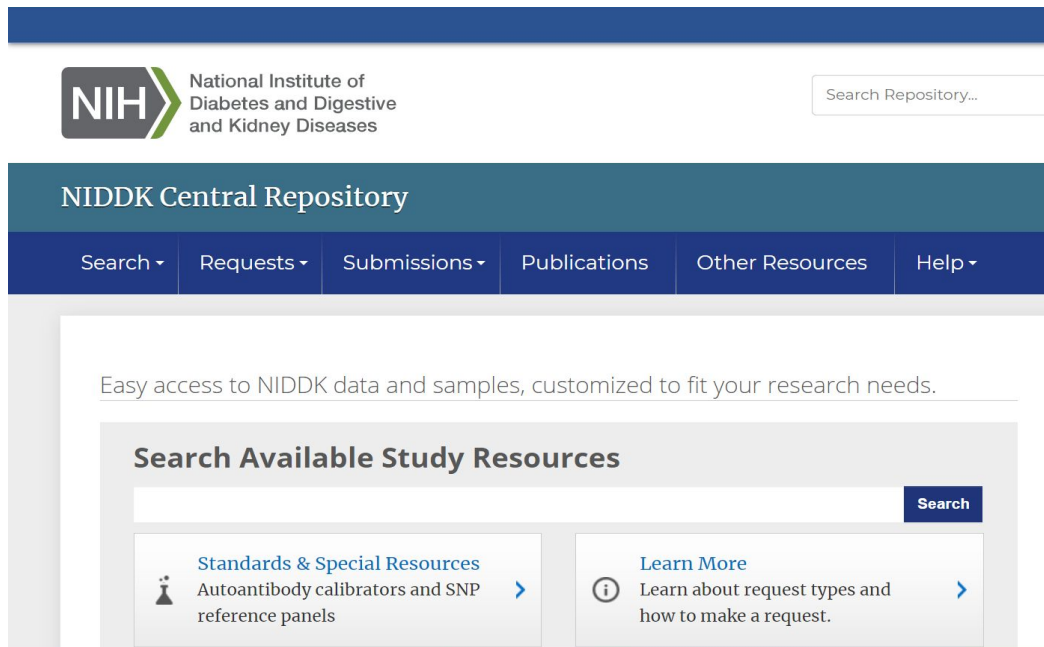 NIH
National Institute of
Diabetes and Digestive
and Kidney Diseases
Search Repository...
NIDDK Central Repository
Search
Requests
Submissions
Publications
Other Resources
Help
Easy access to NIDDK data and samples, customized to fit your research needs.
Search Available Study Resources
Search
Standards & Special Resources
Autoantibody calibrators and SNP
reference panels
Learn More
Learn about request types and
how to make a request.